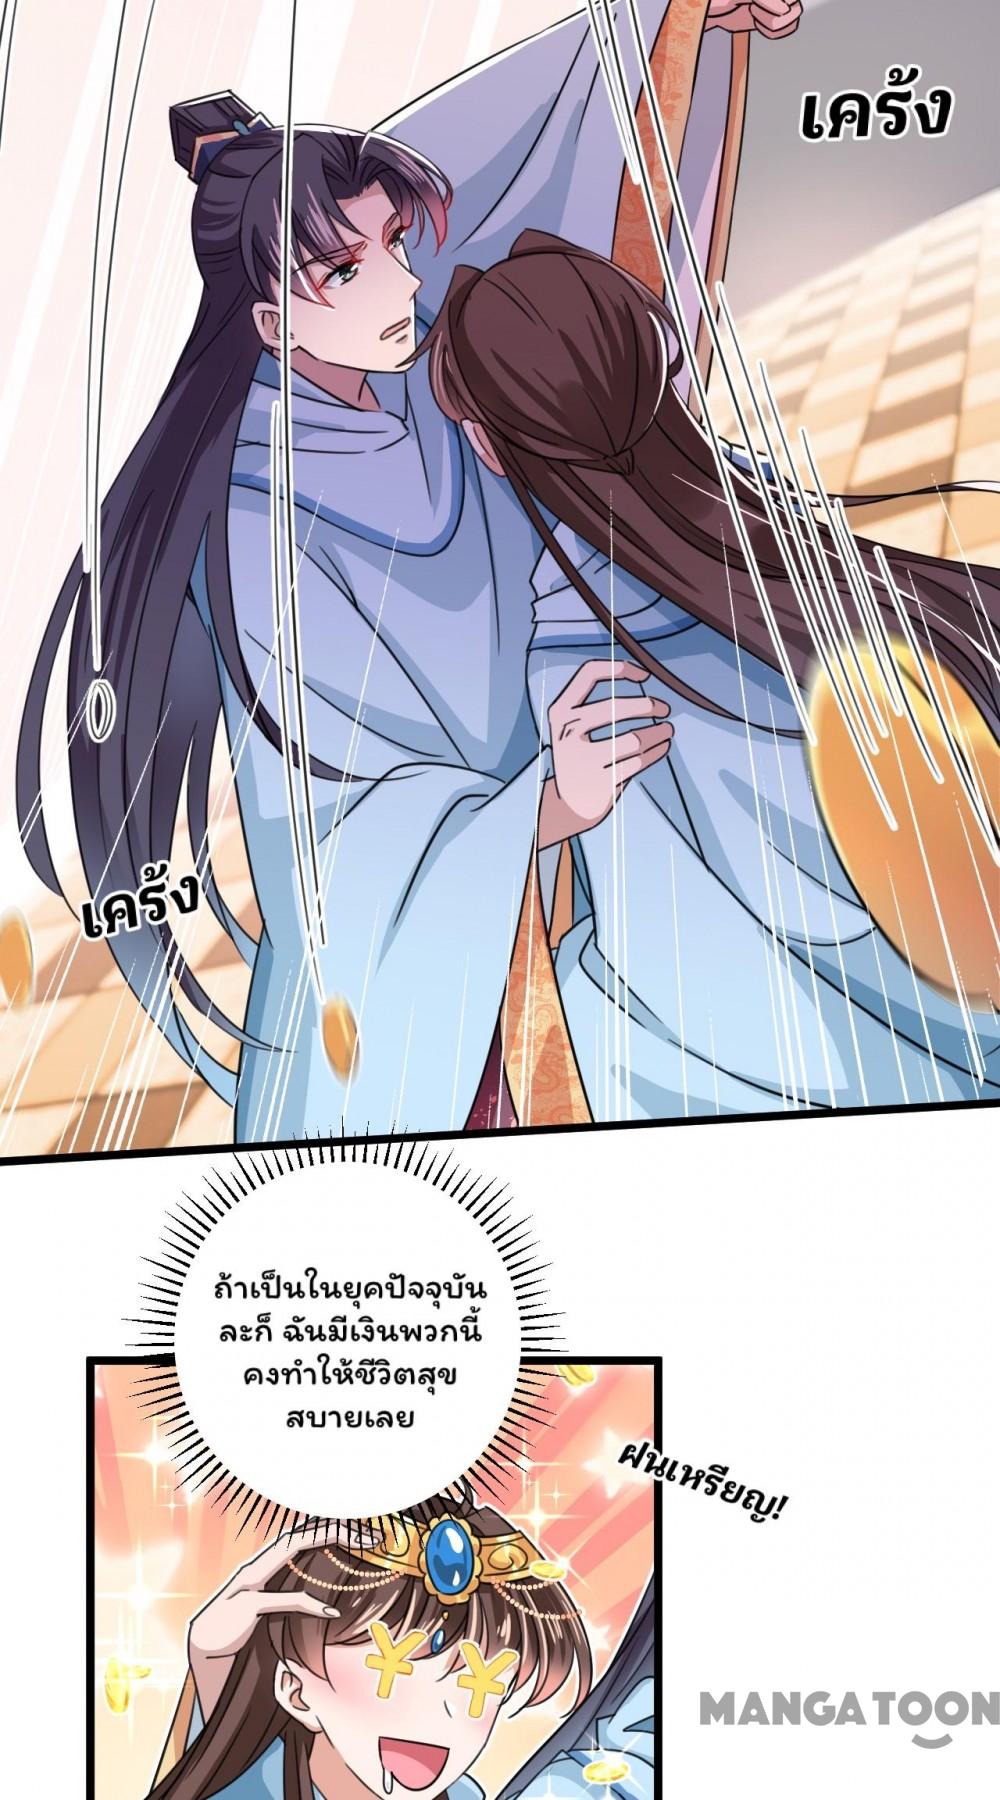 เคร้ง
เคร้ง
ถ้าเป็นในยุคปัจจุบัน
ละก็ ฉันมีเงินพวกนี้
คงทำให้ชีวิตสุข
สบายเลย
ฝนเหรียญ!
¥ ¥
MANGATOON